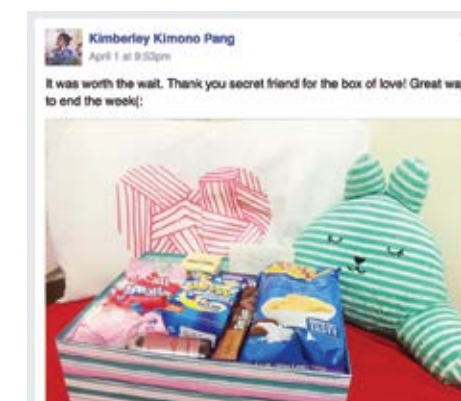 Kimberley Kimono Pang
April 1 at 9:53pm
It was worth the wait. Thank you secret friend for the box of love! Great wa
to end the week(: